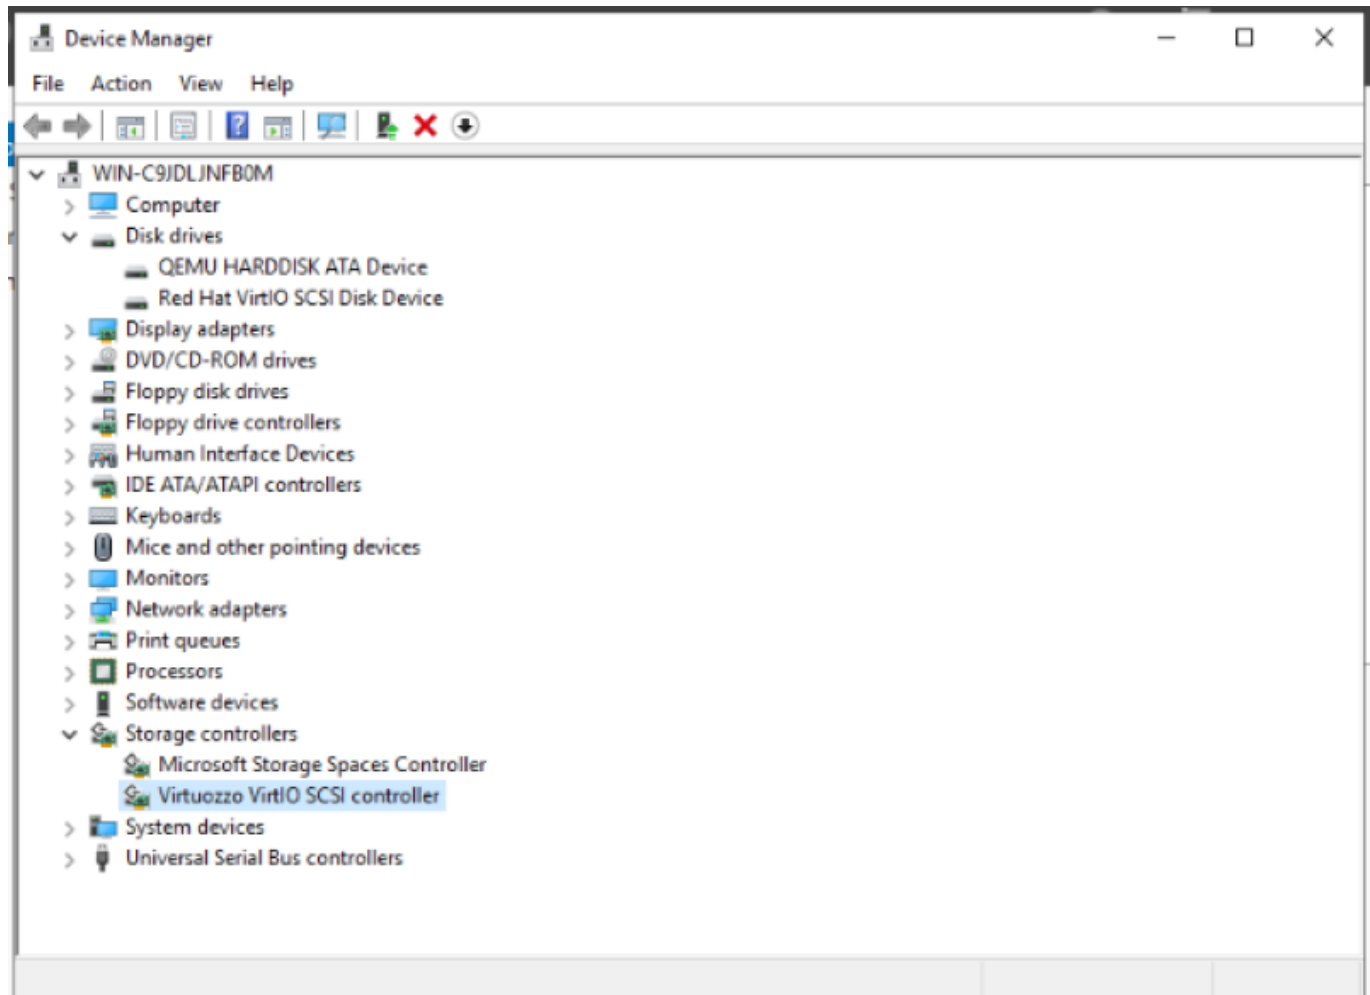 Device Manager
File Action View Help
WIN-C9JDLJNFB0M
Computer
Disk drives
QEMU HARDDISK ATA Device
Red Hat VirtIO SCSI Disk Device
Display adapters
DVD/CD-ROM drives
Floppy disk drives
Floppy drive controllers
Human Interface Devices
IDE ATA/ATAPI controllers
Keyboards
Mice and other pointing devices
Monitors
Network adapters
Print queues
Processors
Software devices
Storage controllers
Microsoft Storage Spaces Controller
Virtuozzo VirtIO SCSI controller
System devices
Universal Serial Bus controllers